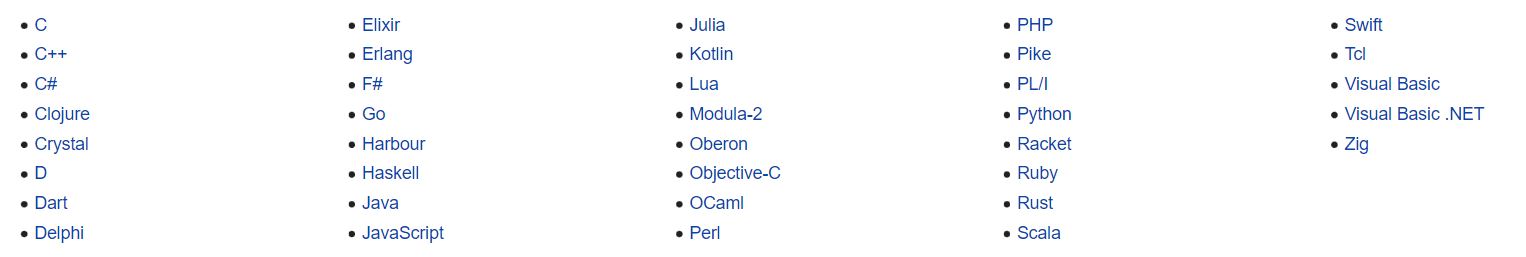 C
C++
C#
Clojure
Crystal
D
Dart
Delphi
Elixir
Erlang
F#
Go
Harbour
Haskell
Java
JavaScript
Julia
Kotlin
Lua
Modula-2
Oberon
Objective-C
OCaml
Perl
PHP
Pike
PL/I
Python
Racket
Ruby
Rust
Scala
Swift
Tcl
Visual Basic
Visual Basic .NET
Zig